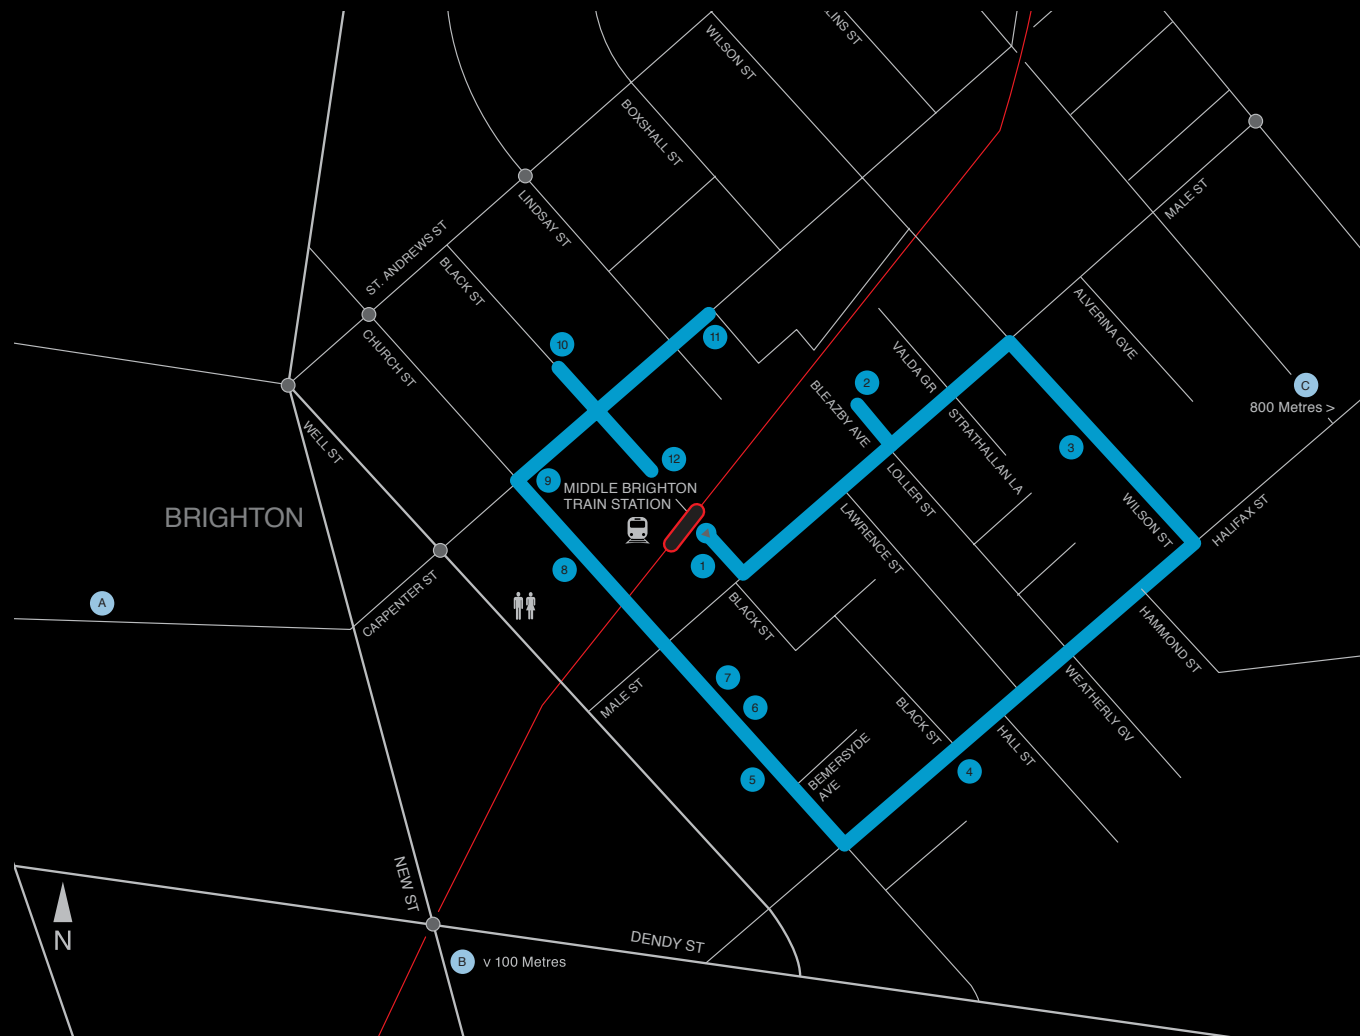 LINS ST
WILSON ST
BOXSHALL ST
LINDSAY ST
MALE ST
ST. ANDREWS ST
BLACK ST
ALVERINA GVE
CHURCH ST
10
11
VALDA GR
2
BLEAZBY AVE
C
800 Metres >
STRATHALLAN LA
WELL ST
3
12
9
MIDDLE BRIGHTON
TRAIN STATION
LOLLER ST
WILSON ST
HALIFAX ST
BRIGHTON
LAWRENCE ST
1
8
A
CARPENTER ST
BLACK ST
HAMMOND ST
7
MALE ST
6
WEATHERLY GV
BLACK ST
HALL ST
5
BEMERSYDE
AVE
4
NEW ST
N
DENDY ST
B
v 100 Metres